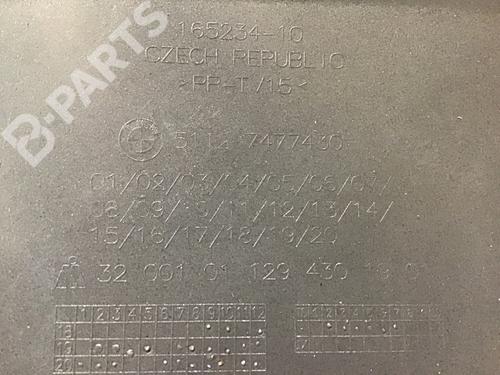 165234-10
CZECH REPUBLIC
>PP-T/15<
7477430
01/02/03/04/05/06/07/
08/09/10/11/12/13/14/
15/16/17/18/19/20
32 001 01 129 430
1 2 3 4 5 6 7 8 9 10 11 12
18
19
20
B-PARTS